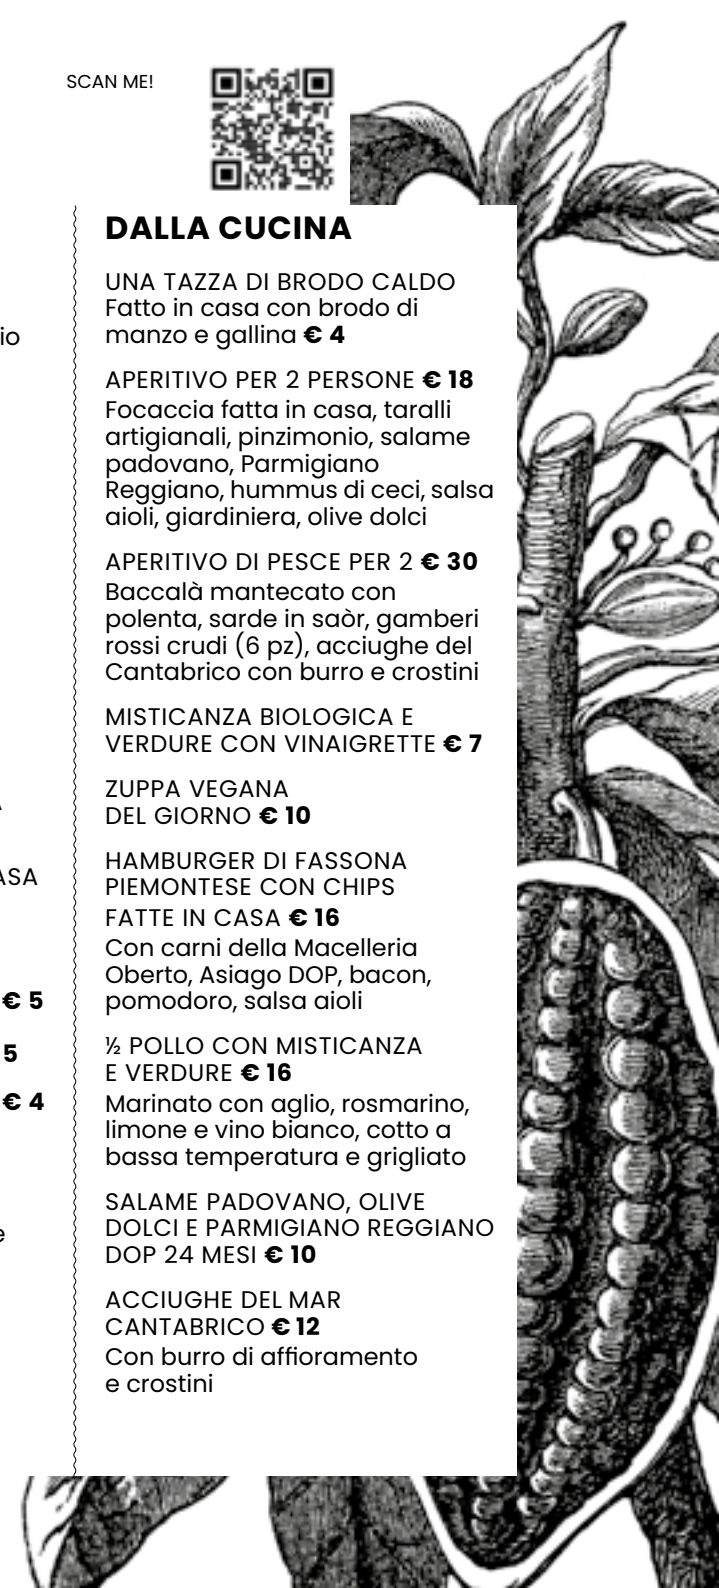 SCAN ME!
DALLA CUCINA
UNA TAZZA DI BRODO CALDO
Fatto in casa con brodo di
manzo e gallina € 4
APERITIVO PER 2 PERSONE € 18
Focaccia fatta in casa, taralli
artigianali, pinzimonio, salame
padovano, Parmigiano
Reggiano, hummus di ceci, salsa
aioli, giardiniera, olive dolci
APERITIVO DI PESCE PER 2 € 30
Baccalà mantecato con
polenta, sarde in saòr, gamberi
rossi crudi (6 pz), acciughe del
Cantabrico con burro e crostini
MISTICANZA BIOLOGICA E
VERDURE CON VINAIGRETTE € 7
ZUPPA VEGANA
DEL GIORNO € 10
HAMBURGER DI FASSONA
PIEMONTESE CON CHIPS
FATTE IN CASA € 16
Con carni della Macelleria
Oberto, Asiago DOP, bacon,
pomodoro, salsa aioli
½ POLLO CON MISTICANZA
E VERDURE € 16
Marinato con aglio, rosmarino,
limone e vino bianco, cotto a
bassa temperatura e grigliato
SALAME PADOVANO, OLIVE
DOLCI E PARMIGIANO REGGIANO
DOP 24 MESI € 10
ACCIUGHE DEL MAR
CANTABRICO € 12
Con burro di affioramento
e crostini
€ 5
5
€ 4